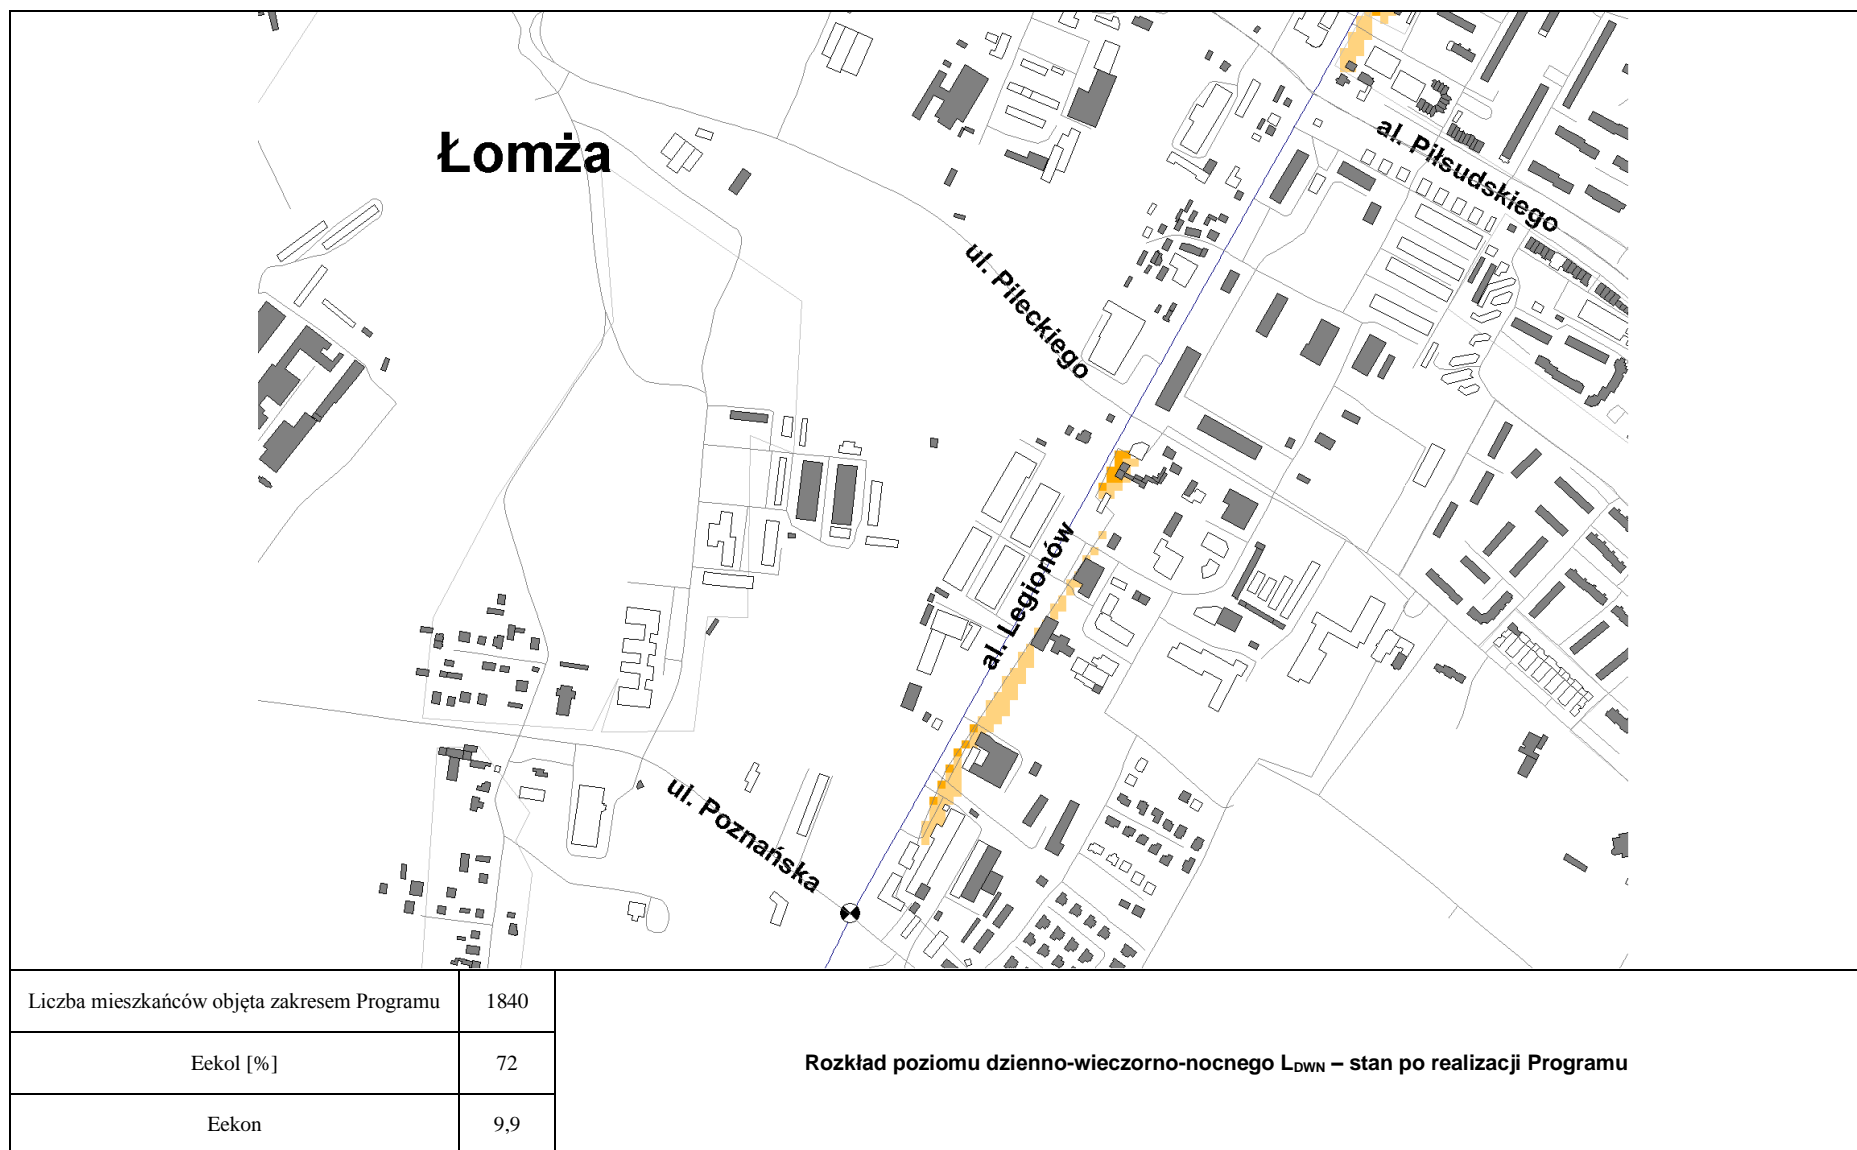 Łomża
al. Piłsudskiego
ul. Pileckiego
al. Legionów
ul. Poznańska
Liczba mieszkańców objęta zakresem Programu 1840
Eekol [%] 72
Eekon 9,9
Rozkład poziomu dzienno-wieczorno-nocnego LDWN – stan po realizacji Programu